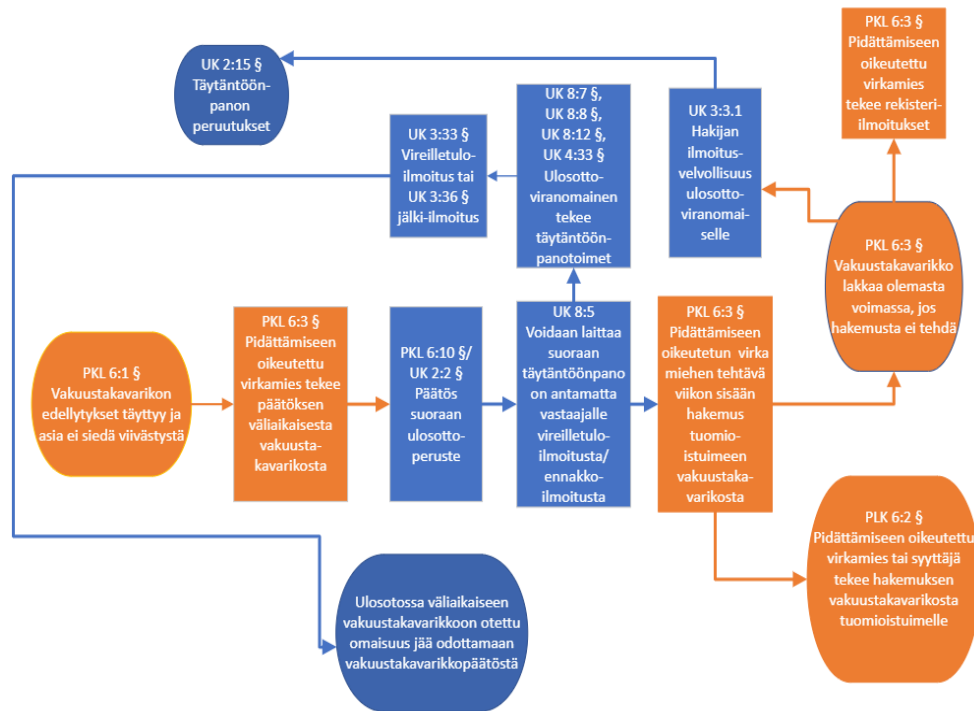 UK 2:15 §
Täytäntöön-
panon
peruutukset
UK 3:33 §
Vireilletulo-
ilmoitus tai
UK 3:36 §
jälki-ilmoitus
UK 8:7 §,
UK 8:8 §,
UK 8:12 §,
UK 4:33 §
Ulosotto-
viranomainen
tekee
täytäntöön-
panotoimet
UK 3:3.1
Hakijan
ilmoitus-
velvollisuus
ulosotto-
viranomai-
selle
PKL 6:3 §
Pidättämiseen
oikeutettu
virkamies
tekee rekisteri-
ilmoitukset
PKL 6:3 §
Vakuustakavarikko
lakkaa olemasta
voimassa, jos
hakemusta ei tehdä
PKL 6:1 §
Vakuustakavarikon
edellytykset täyttyy ja
asia ei siedä viivästystä
PKL 6:3 §
Pidättämiseen
oikeutettu
virkamies tekee
päätöksen
väliaikaisesta
vakuusta-
kavarikosta
PKL 6:10 §/
UK 2:2 §
Päätös
suoraan
ulosotto-
peruste
UK 8:5
Voidaan laittaa
suoraan
täytäntöönpano
on antamatta
vastaajalle
vireilletulo-
ilmoitusta/
ennakko-
ilmoitusta
PKL 6:3 §
Pidättämiseen
oikeutetun virka
miehen tehtävä
viikon sisään
hakemus
tuomio-
istuimeen
vakuustaka-
varikosta
PLK 6:2 §
Pidättämiseen oikeutettu
virkamies tai syyttäjä
tekee hakemuksen
vakuustakavarikosta
tuomioistuimelle
Ulosotossa väliaikaiseen
vakuustakavarikkoon otettu
omaisuus jää odottamaan
vakuustakavarikkopäätöstä